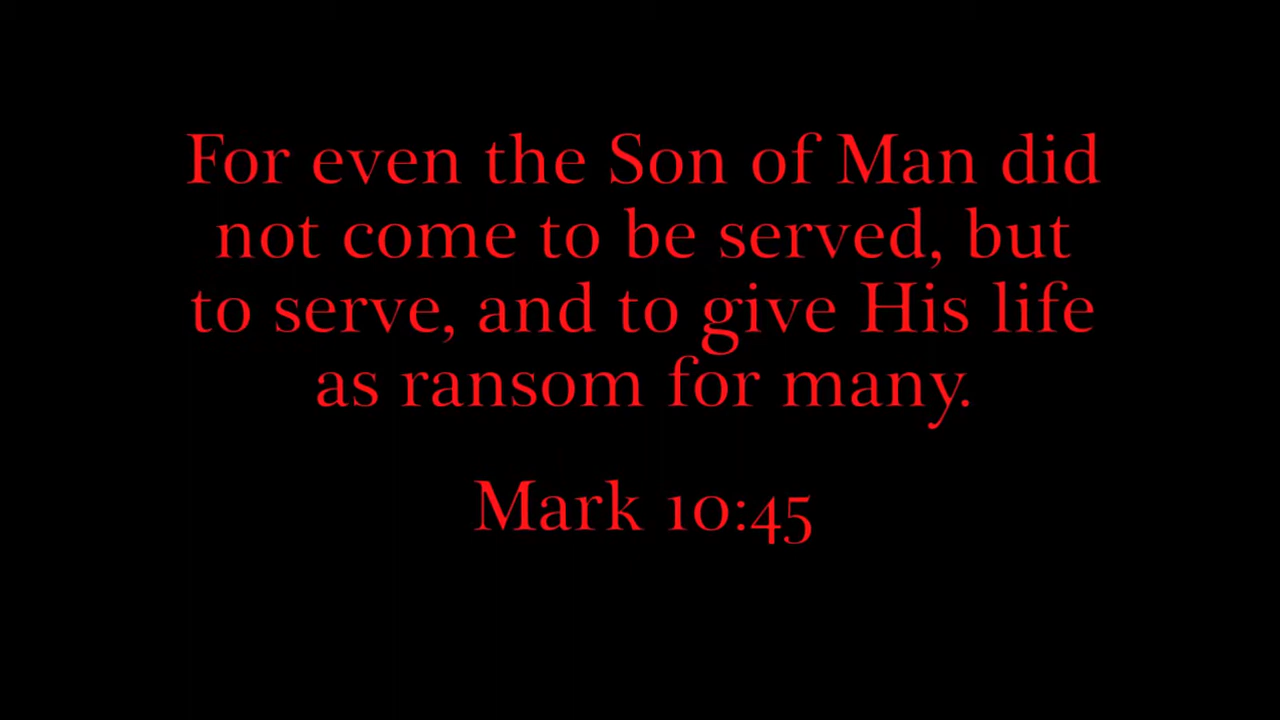 For even the Son of Man did
not come to be served, but
to serve, and to give His life
as ransom for many.
Mark 10:45